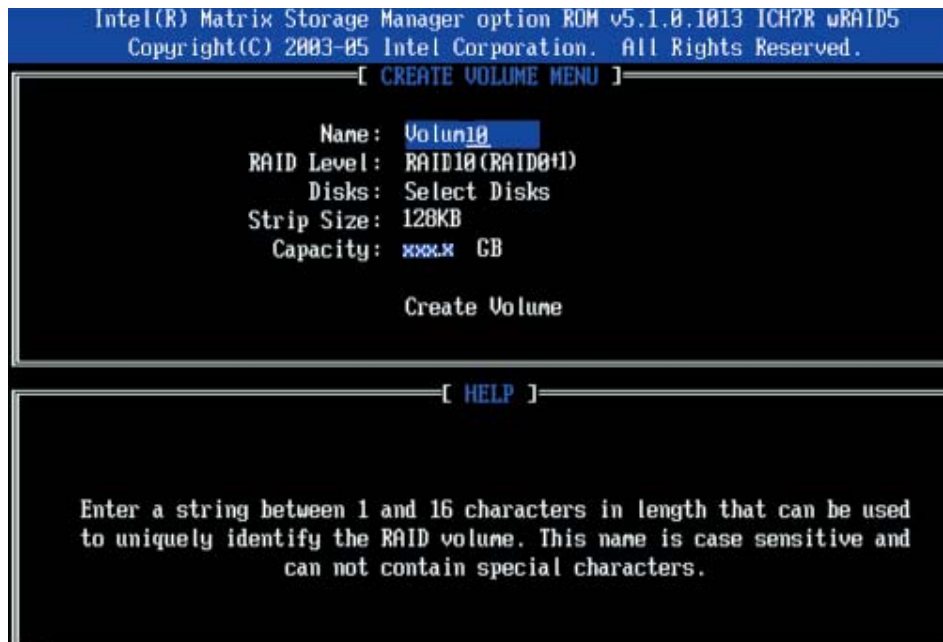 Intel(R) Matrix Storage Manager option ROM v5.1.0.1013 ICH7R wRAID5
Copyright(C) 2003-05 Intel Corporation. All Rights Reserved.
[ CREATE VOLUME MENU ]
Name: Volum10
RAID Level: RAID10(RAID0+1)
Disks: Select Disks
Strip Size: 128KB
Capacity: xxx.x GB
Create Volume
[ HELP ]
Enter a string between 1 and 16 characters in length that can be used
to uniquely identify the RAID volume. This name is case sensitive and
can not contain special characters.